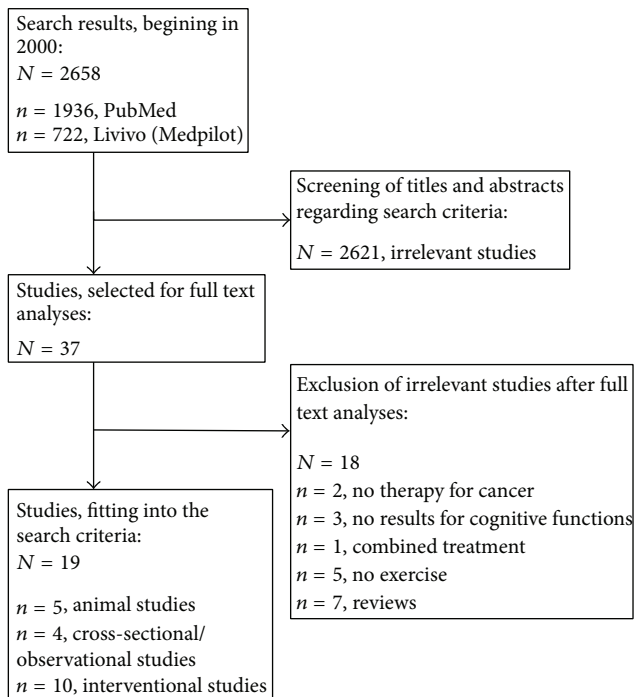 Search results, begining in
2000:
N = 2658
n = 1936, PubMed
n = 722, Livivo (Medpilot)
Screening of titles and abstracts
regarding search criteria:
N = 2621, irrelevant studies
Studies, selected for full text
analyses:
N = 37
Exclusion of irrelevant studies after full
text analyses:
N = 18
n = 2, no therapy for cancer
n = 3, no results for cognitive functions
n = 1, combined treatment
n = 5, no exercise
n = 7, reviews
Studies, fitting into the
search criteria:
N = 19
n = 5, animal studies
n = 4, cross-sectional/
observational studies
n = 10, interventional studies